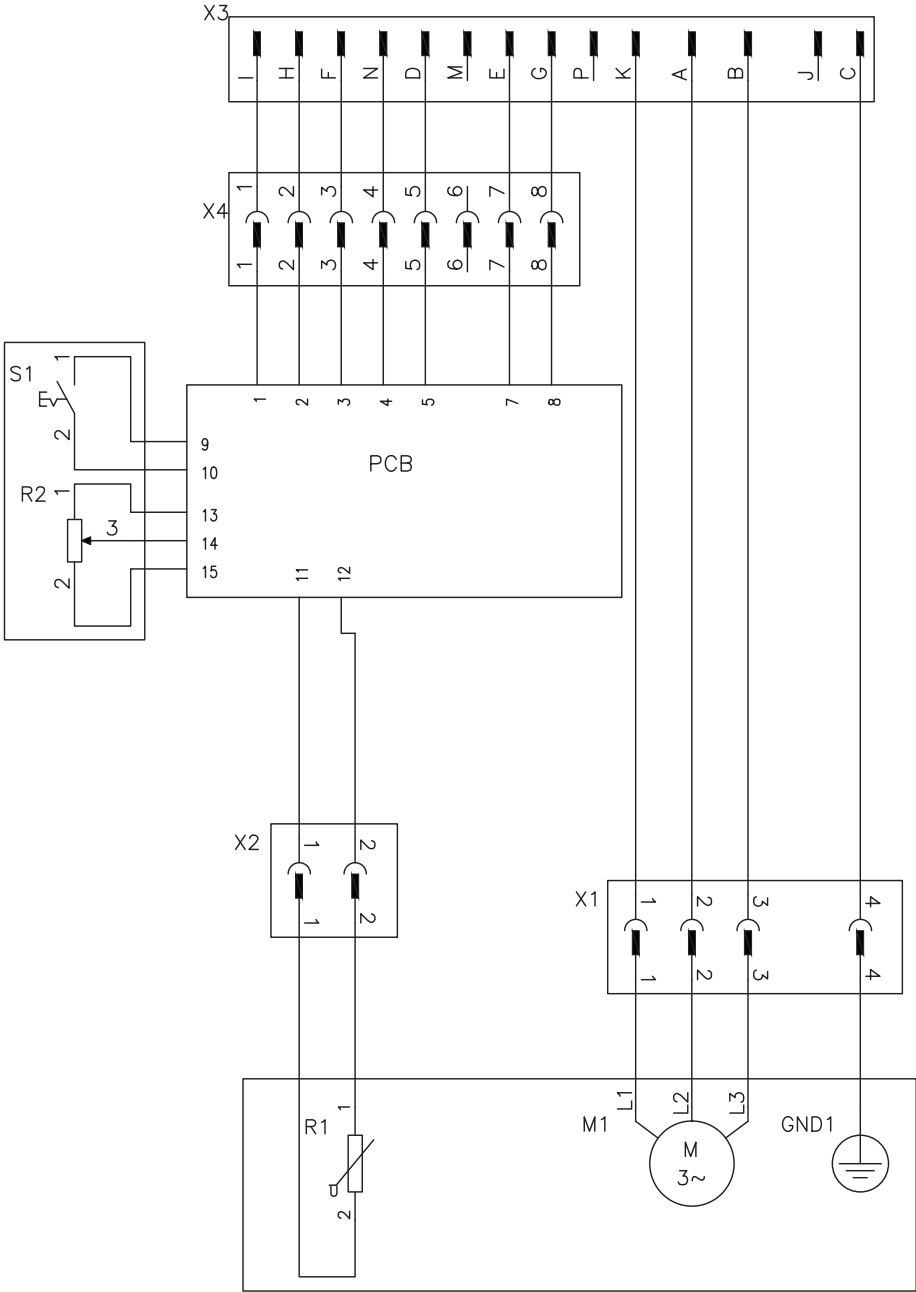 X3
I H F N D M E G P K A B J C
1 2 3 4 5 6 7 8
X4
1 2 3 4 5 6 7 8
S1
1
2
1 2 3 4 5 7 8
9
PCB
10
R2
1
3
2
13
14
15
11 12
X2
1 2
1 2
X1
1 2 3 4
1 2 3 4
R1
1
2
M1
L1 L2 L3
M
3~
GND1